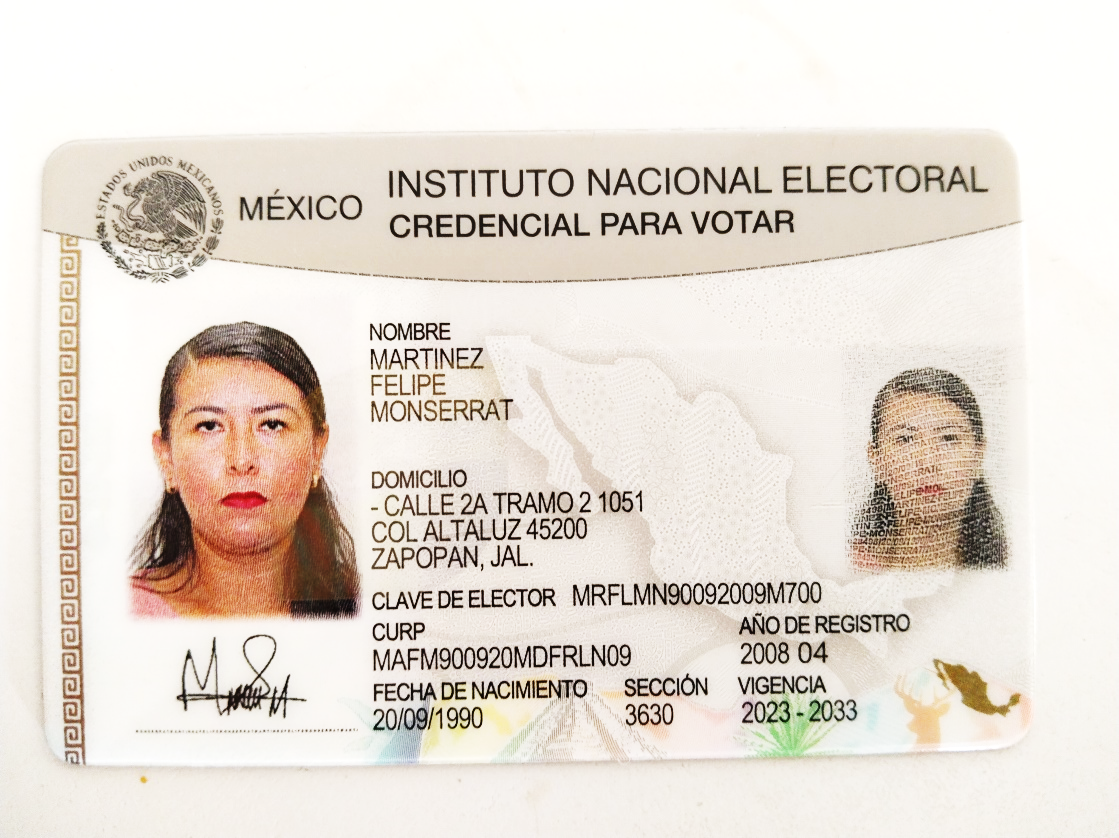 ESTADOS UNIDOS MEXICANOS
MÉXICO
INSTITUTO NACIONAL ELECTORAL
CREDENCIAL PARA VOTAR
NOMBRE
MARTINEZ
FELIPE
MONSERRAT
DOMICILIO
- CALLE 2A TRAMO 2 1051
COL ALTALUZ 45200
ZAPOPAN, JAL.
CLAVE DE ELECTOR MRFLMN90092009M700
CURP
MAFM900920MDFRLN09
AÑO DE REGISTRO
2008 04
FECHA DE NACIMIENTO
20/09/1990
SECCIÓN
3630
VIGENCIA
2023 - 2033